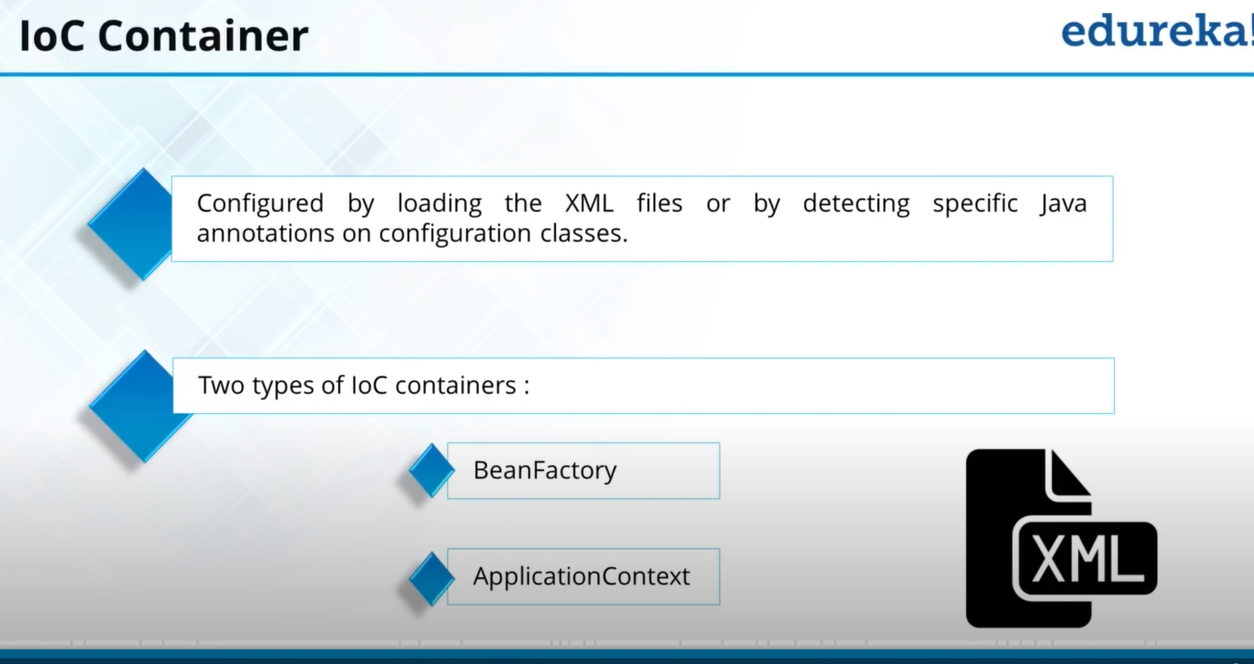 IoC Container
edureka!
Configured by loading the XML files or by detecting specific Java
annotations on configuration classes.
Two types of IoC containers :
BeanFactory
ApplicationContext
XML